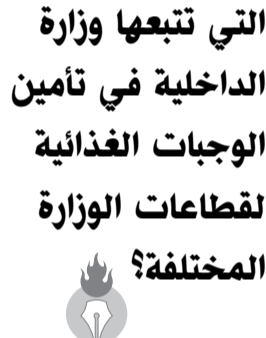 التي تتبعها وزارة
الداخلية في تأمين
الوجبات الغذائية
لقطاعات الوزارة
المختلفة؟